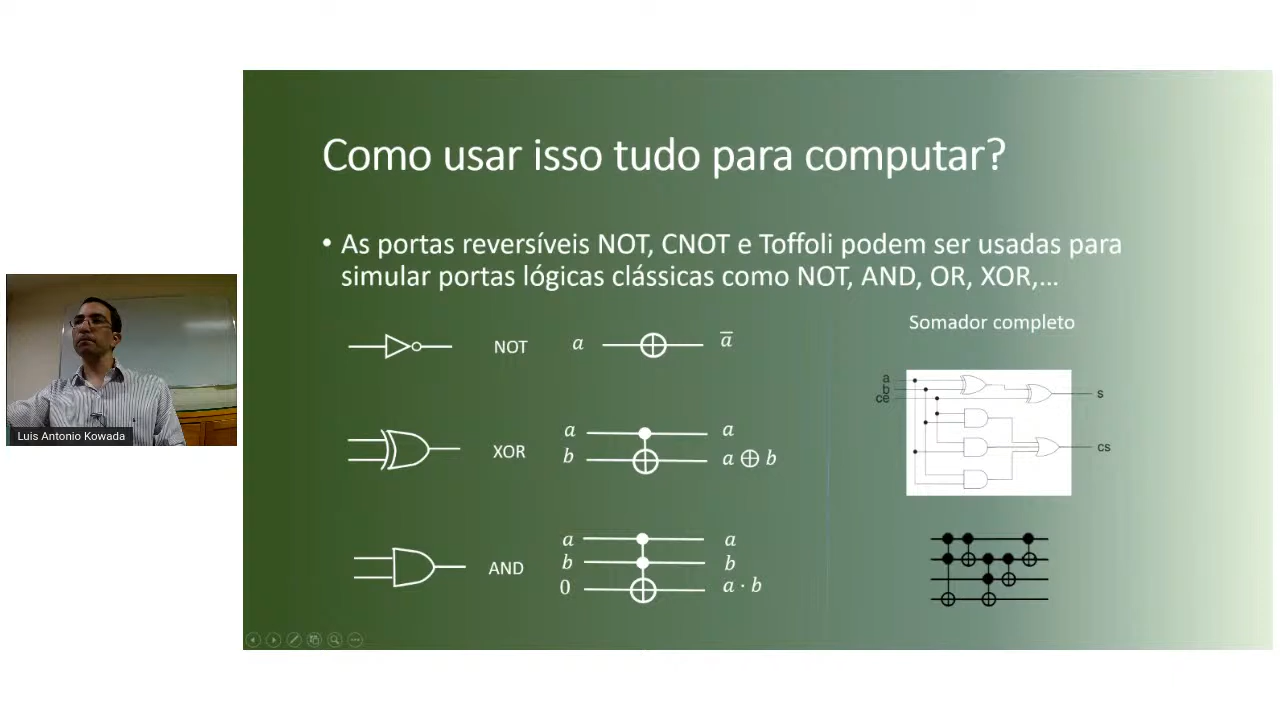 Como usar isso tudo para computar?
• As portas reversíveis NOT, CNOT e Toffoli podem ser usadas para
simular portas lógicas clássicas como NOT, AND, OR, XOR,...
Somador completo
NOT
a
a̅
a
b
ce
s
cs
XOR
a
b
a
a ⊕ b
AND
a
b
0
a
b
a · b
Luis Antonio Kowada